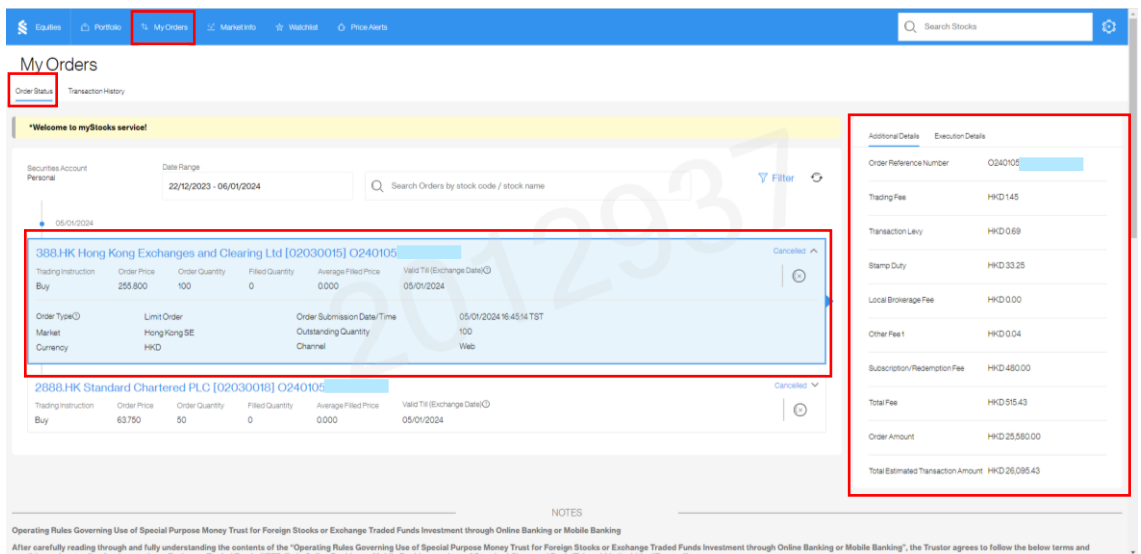 Equities Portfolio My Orders Market Info Watchlist Price Alerts Search Stocks
My Orders
Order Status Transaction History
*Welcome to myStocks service!
Securities Account
Personal
Date Range
22/12/2023 - 06/01/2024
Search Orders by stock code / stock name
Filter
05/01/2024
388.HK Hong Kong Exchanges and Clearing Ltd [02030015] O240105
Cancelled
Trading Instruction Order Price Order Quantity Filled Quantity Average Filled Price Valid Till (Exchange Date)
Buy 255.800 100 0 0.000 05/01/2024
Order Type Limit Order Order Submission Date/Time 05/01/2024 16:45:14 TST
Market Hong Kong SE Outstanding Quantity 100
Currency HKD Channel Web
2888.HK Standard Chartered PLC [02030018] O240105
Cancelled
Trading Instruction Order Price Order Quantity Filled Quantity Average Filled Price Valid Till (Exchange Date)
Buy 63.750 50 0 0.000 05/01/2024
Additional Details Execution Details
Order Reference Number O240105
Trading Fee HKD 1.45
Transaction Levy HKD 0.69
Stamp Duty HKD 33.25
Local Brokerage Fee HKD 0.00
Other Fee 1 HKD 0.04
Subscription/Redemption Fee HKD 480.00
Total Fee HKD 515.43
Order Amount HKD 25,580.00
Total Estimated Transaction Amount HKD 26,095.43
2012937
NOTES
Operating Rules Governing Use of Special Purpose Money Trust for Foreign Stocks or Exchange Traded Funds Investment through Online Banking or Mobile Banking
After carefully reading through and fully understanding the contents of the "Operating Rules Governing Use of Special Purpose Money Trust for Foreign Stocks or Exchange Traded Funds Investment through Online Banking or Mobile Banking", the Trustor agrees to follow the below terms and